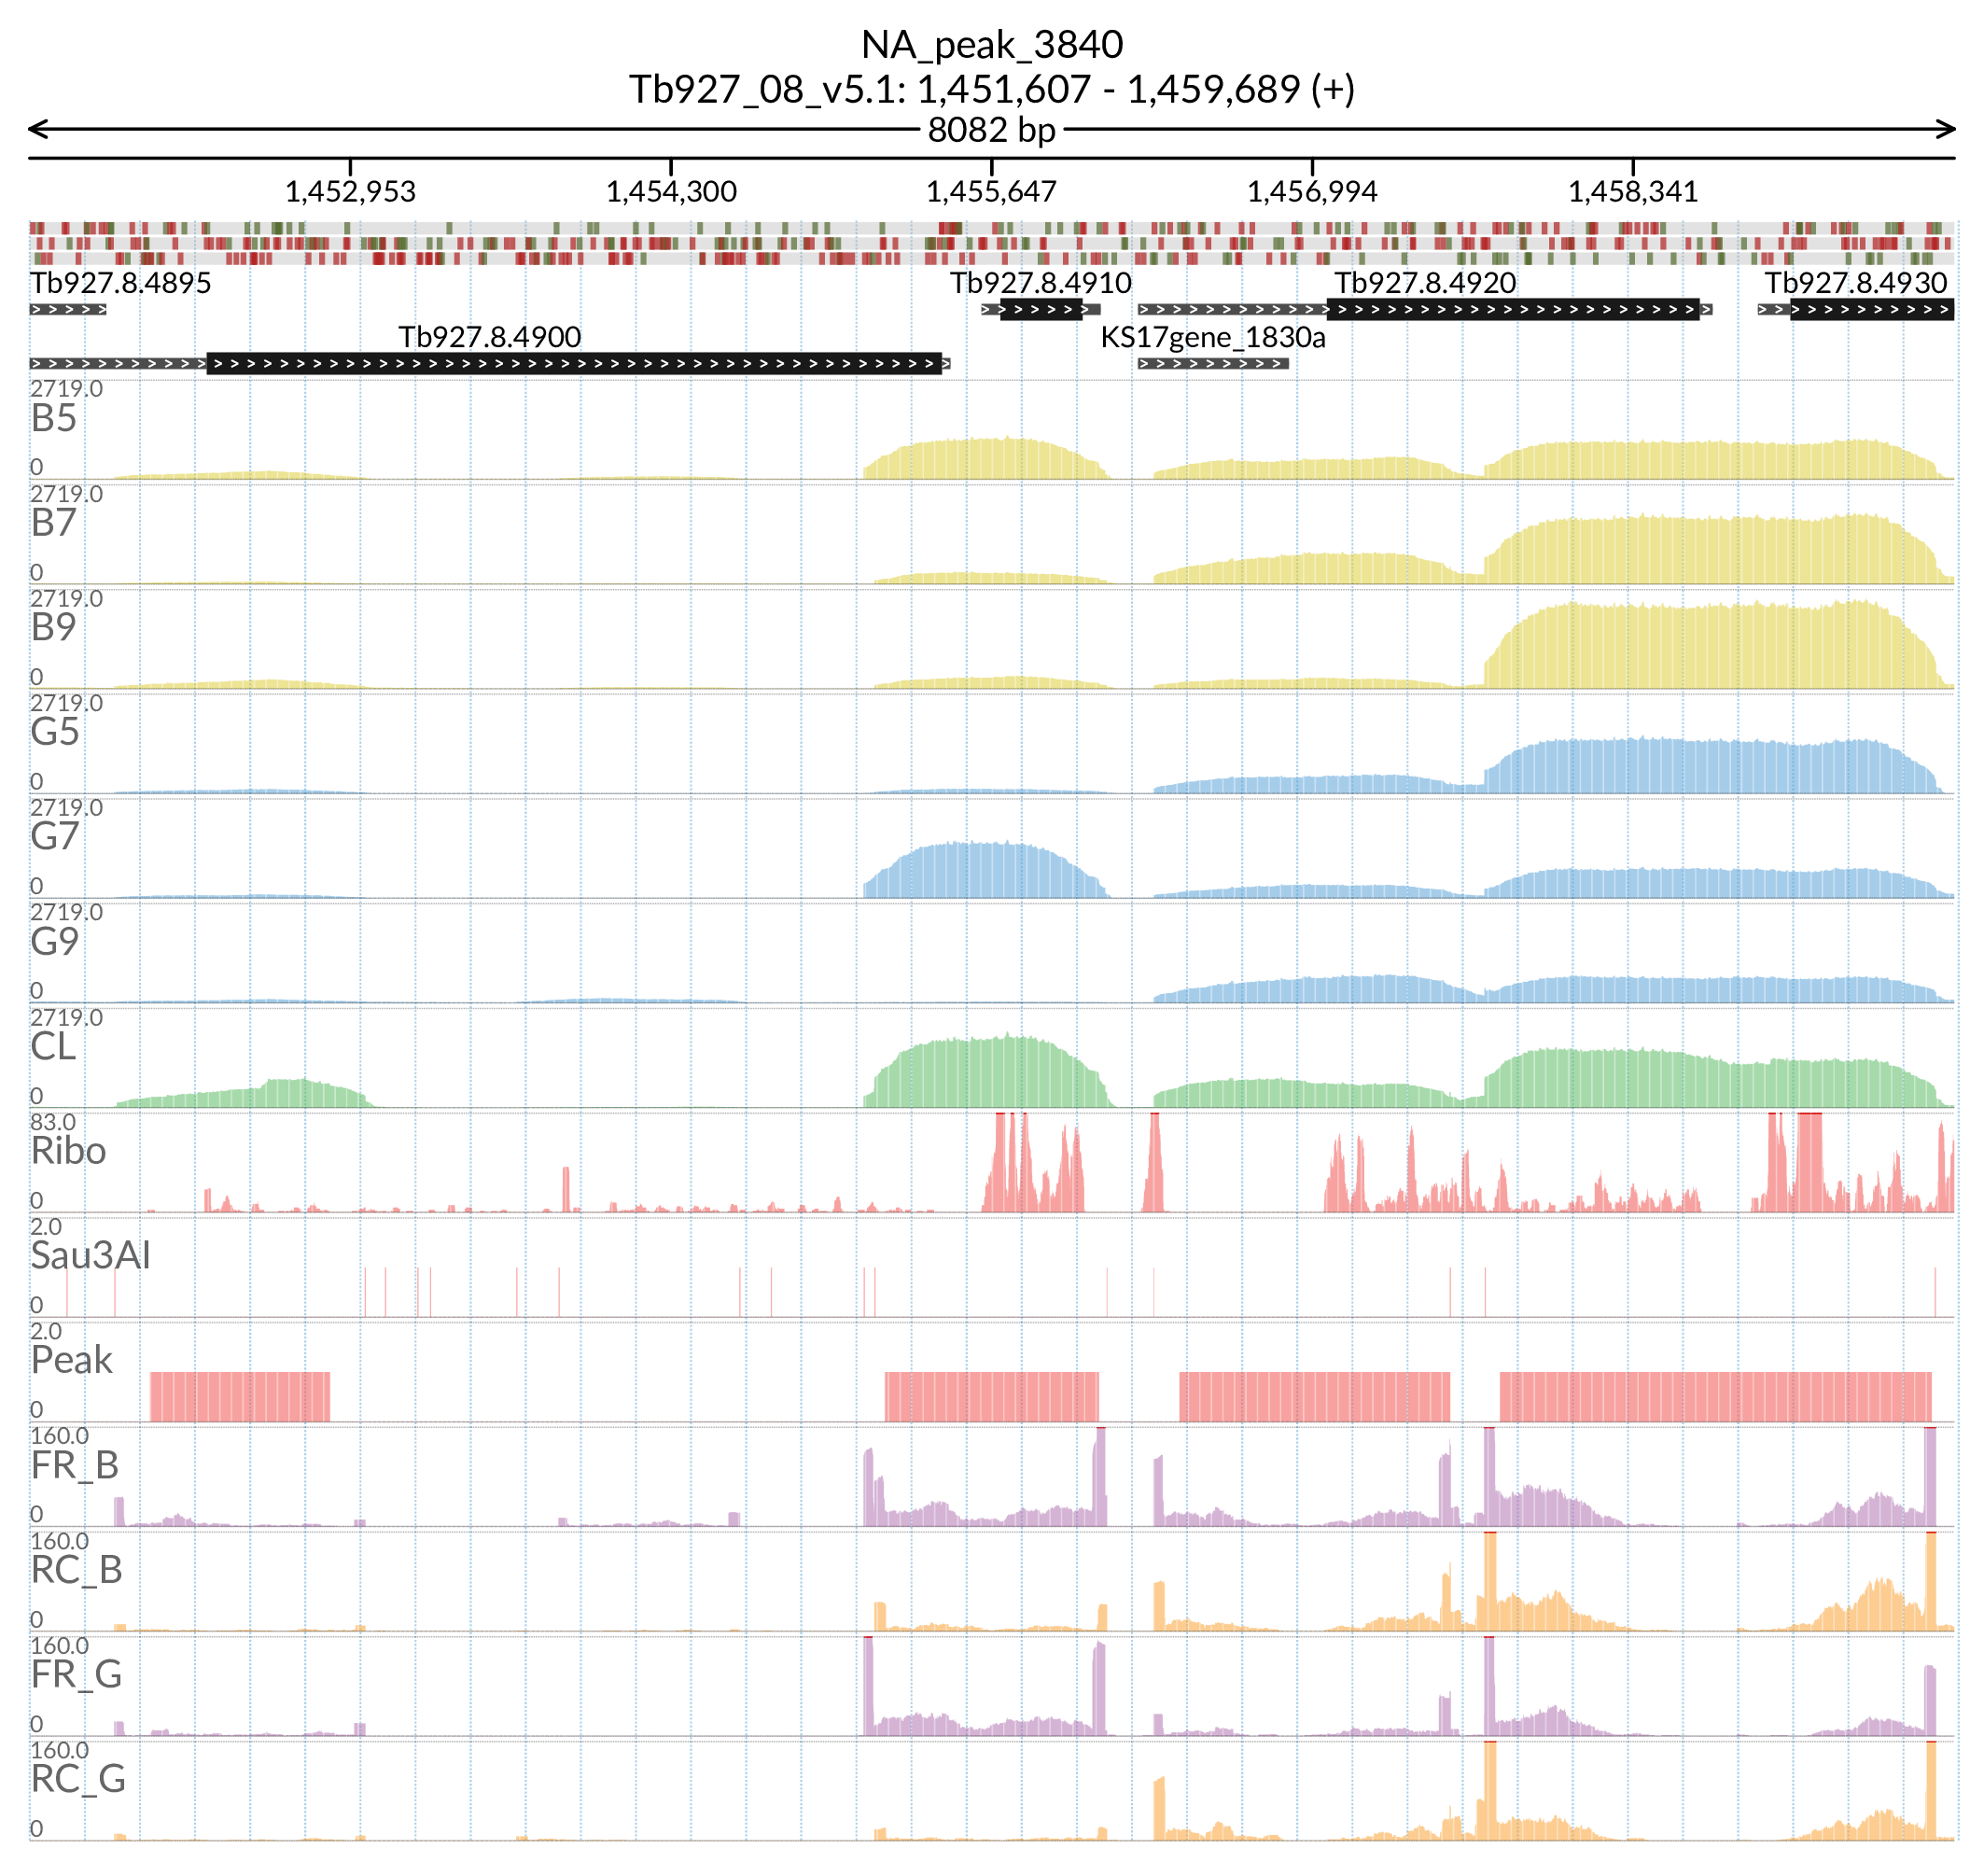 NA_peak_3840
Tb927_08_v5.1: 1,451,607 - 1,459,689 (+)
8082 bp
1,452,953 1,454,300 1,455,647 1,456,994 1,458,341
Tb927.8.4895 Tb927.8.4910 Tb927.8.4920 Tb927.8.4930
Tb927.8.4900 KS17gene_1830a
2719.0
B5
0
2719.0
B7
0
2719.0
B9
0
2719.0
G5
0
2719.0
G7
0
2719.0
G9
0
2719.0
CL
0
83.0
Ribo
0
2.0
Sau3AI
0
2.0
Peak
0
160.0
FR_B
0
160.0
RC_B
0
160.0
FR_G
0
160.0
RC_G
0